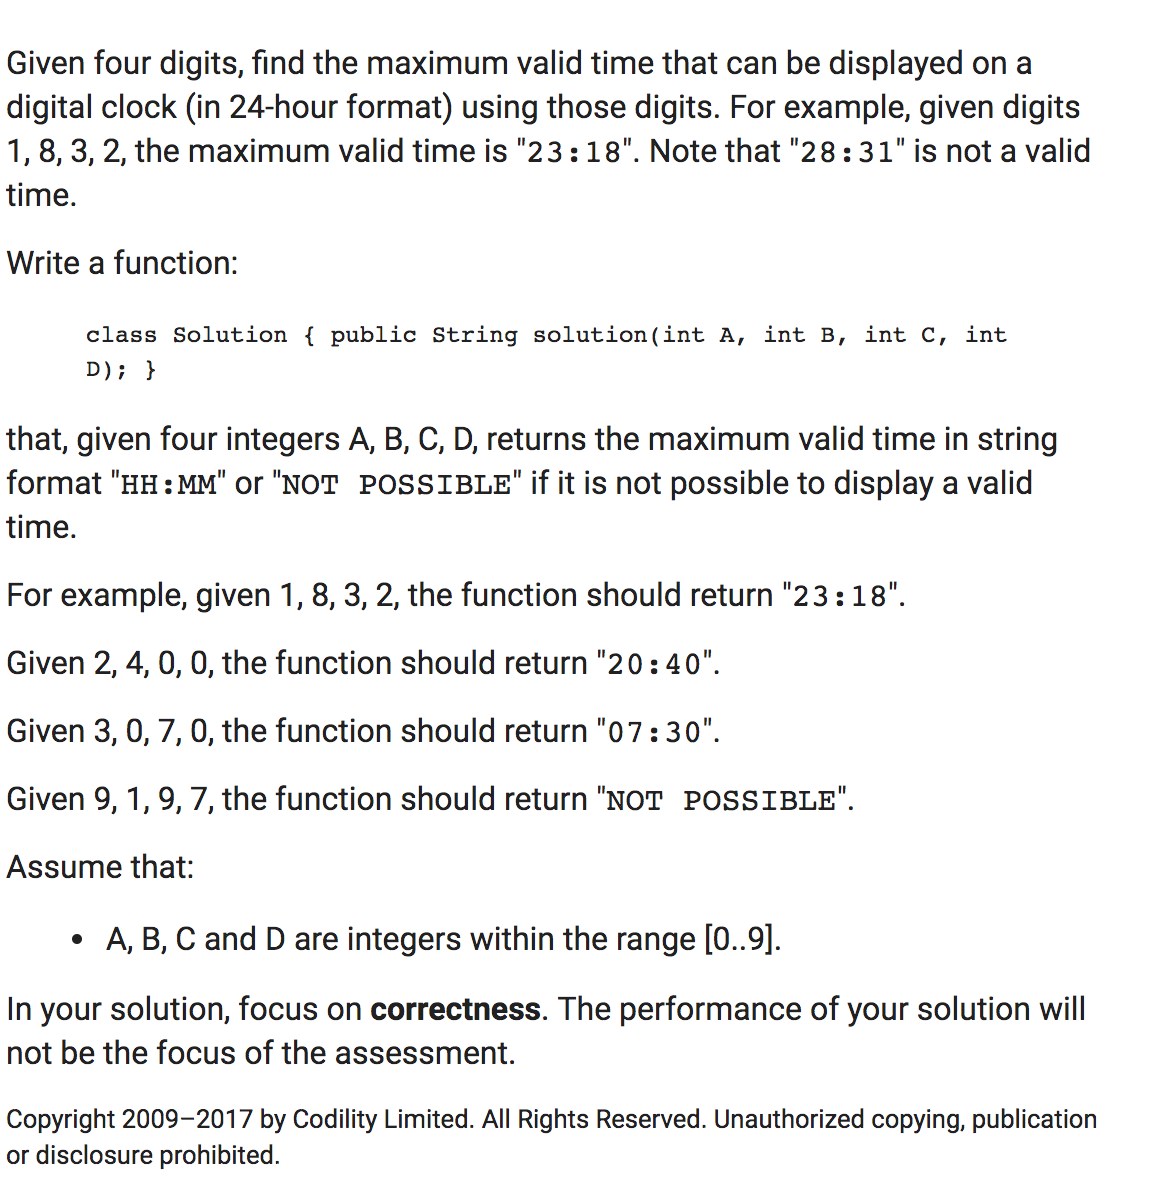 Given four digits, find the maximum valid time that can be displayed on a
digital clock (in 24-hour format) using those digits. For example, given digits
1, 8, 3, 2, the maximum valid time is "23:18". Note that "28:31" is not a valid
time.
Write a function:
class Solution { public String solution(int A, int B, int C, int
D); }
that, given four integers A, B, C, D, returns the maximum valid time in string
format "HH:MM" or "NOT POSSIBLE" if it is not possible to display a valid
time.
For example, given 1, 8, 3, 2, the function should return "23:18".
Given 2, 4, 0, 0, the function should return "20:40".
Given 3, 0, 7, 0, the function should return "07:30".
Given 9, 1, 9, 7, the function should return "NOT POSSIBLE".
Assume that:
• A, B, C and D are integers within the range [0..9].
In your solution, focus on correctness. The performance of your solution will
not be the focus of the assessment.
Copyright 2009–2017 by Codility Limited. All Rights Reserved. Unauthorized copying, publication
or disclosure prohibited.